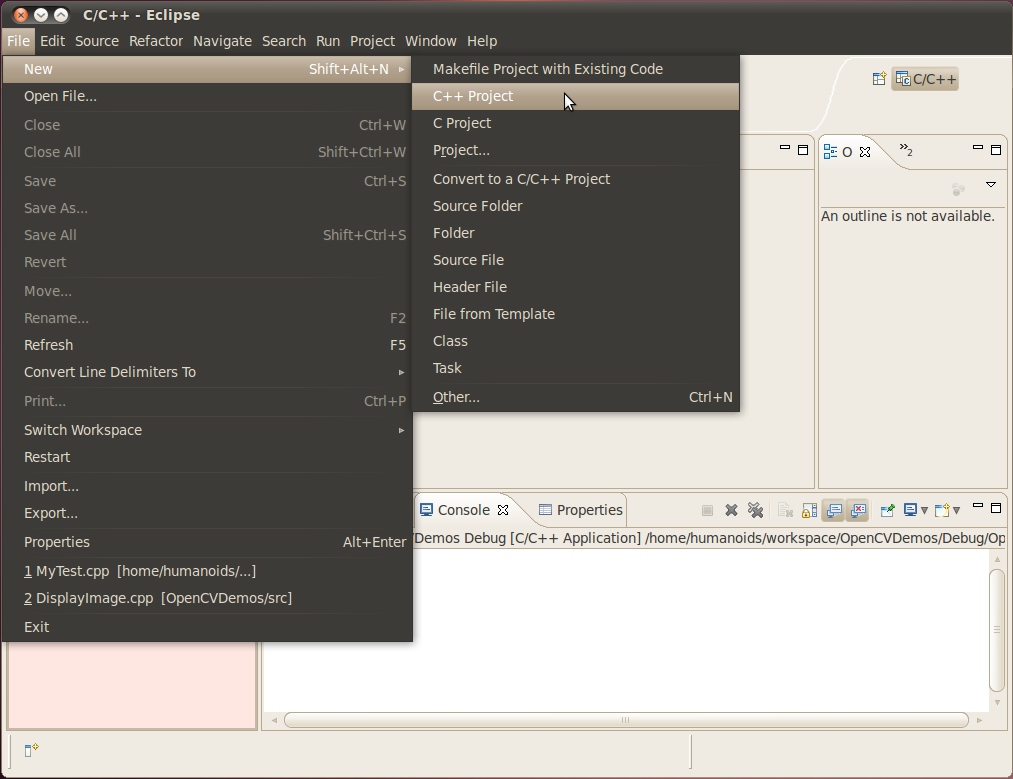 C/C++ - Eclipse
File Edit Source Refactor Navigate Search Run Project Window Help
New Shift+Alt+N
Open File...
Close Ctrl+W
Close All Shift+Ctrl+W
Save Ctrl+S
Save As...
Save All Shift+Ctrl+S
Revert
Move...
Rename... F2
Refresh F5
Convert Line Delimiters To
Print... Ctrl+P
Switch Workspace
Restart
Import...
Export...
Properties Alt+Enter
1 MyTest.cpp [home/humanoids/...]
2 DisplayImage.cpp [OpenCVDemos/src]
Exit
Makefile Project with Existing Code
C++ Project
C Project
Project...
Convert to a C/C++ Project
Source Folder
Folder
Source File
Header File
File from Template
Class
Task
Other... Ctrl+N
C/C++
O
2
An outline is not available.
Console Properties
Demos Debug [C/C++ Application] /home/humanoids/workspace/OpenCVDemos/Debug/Op